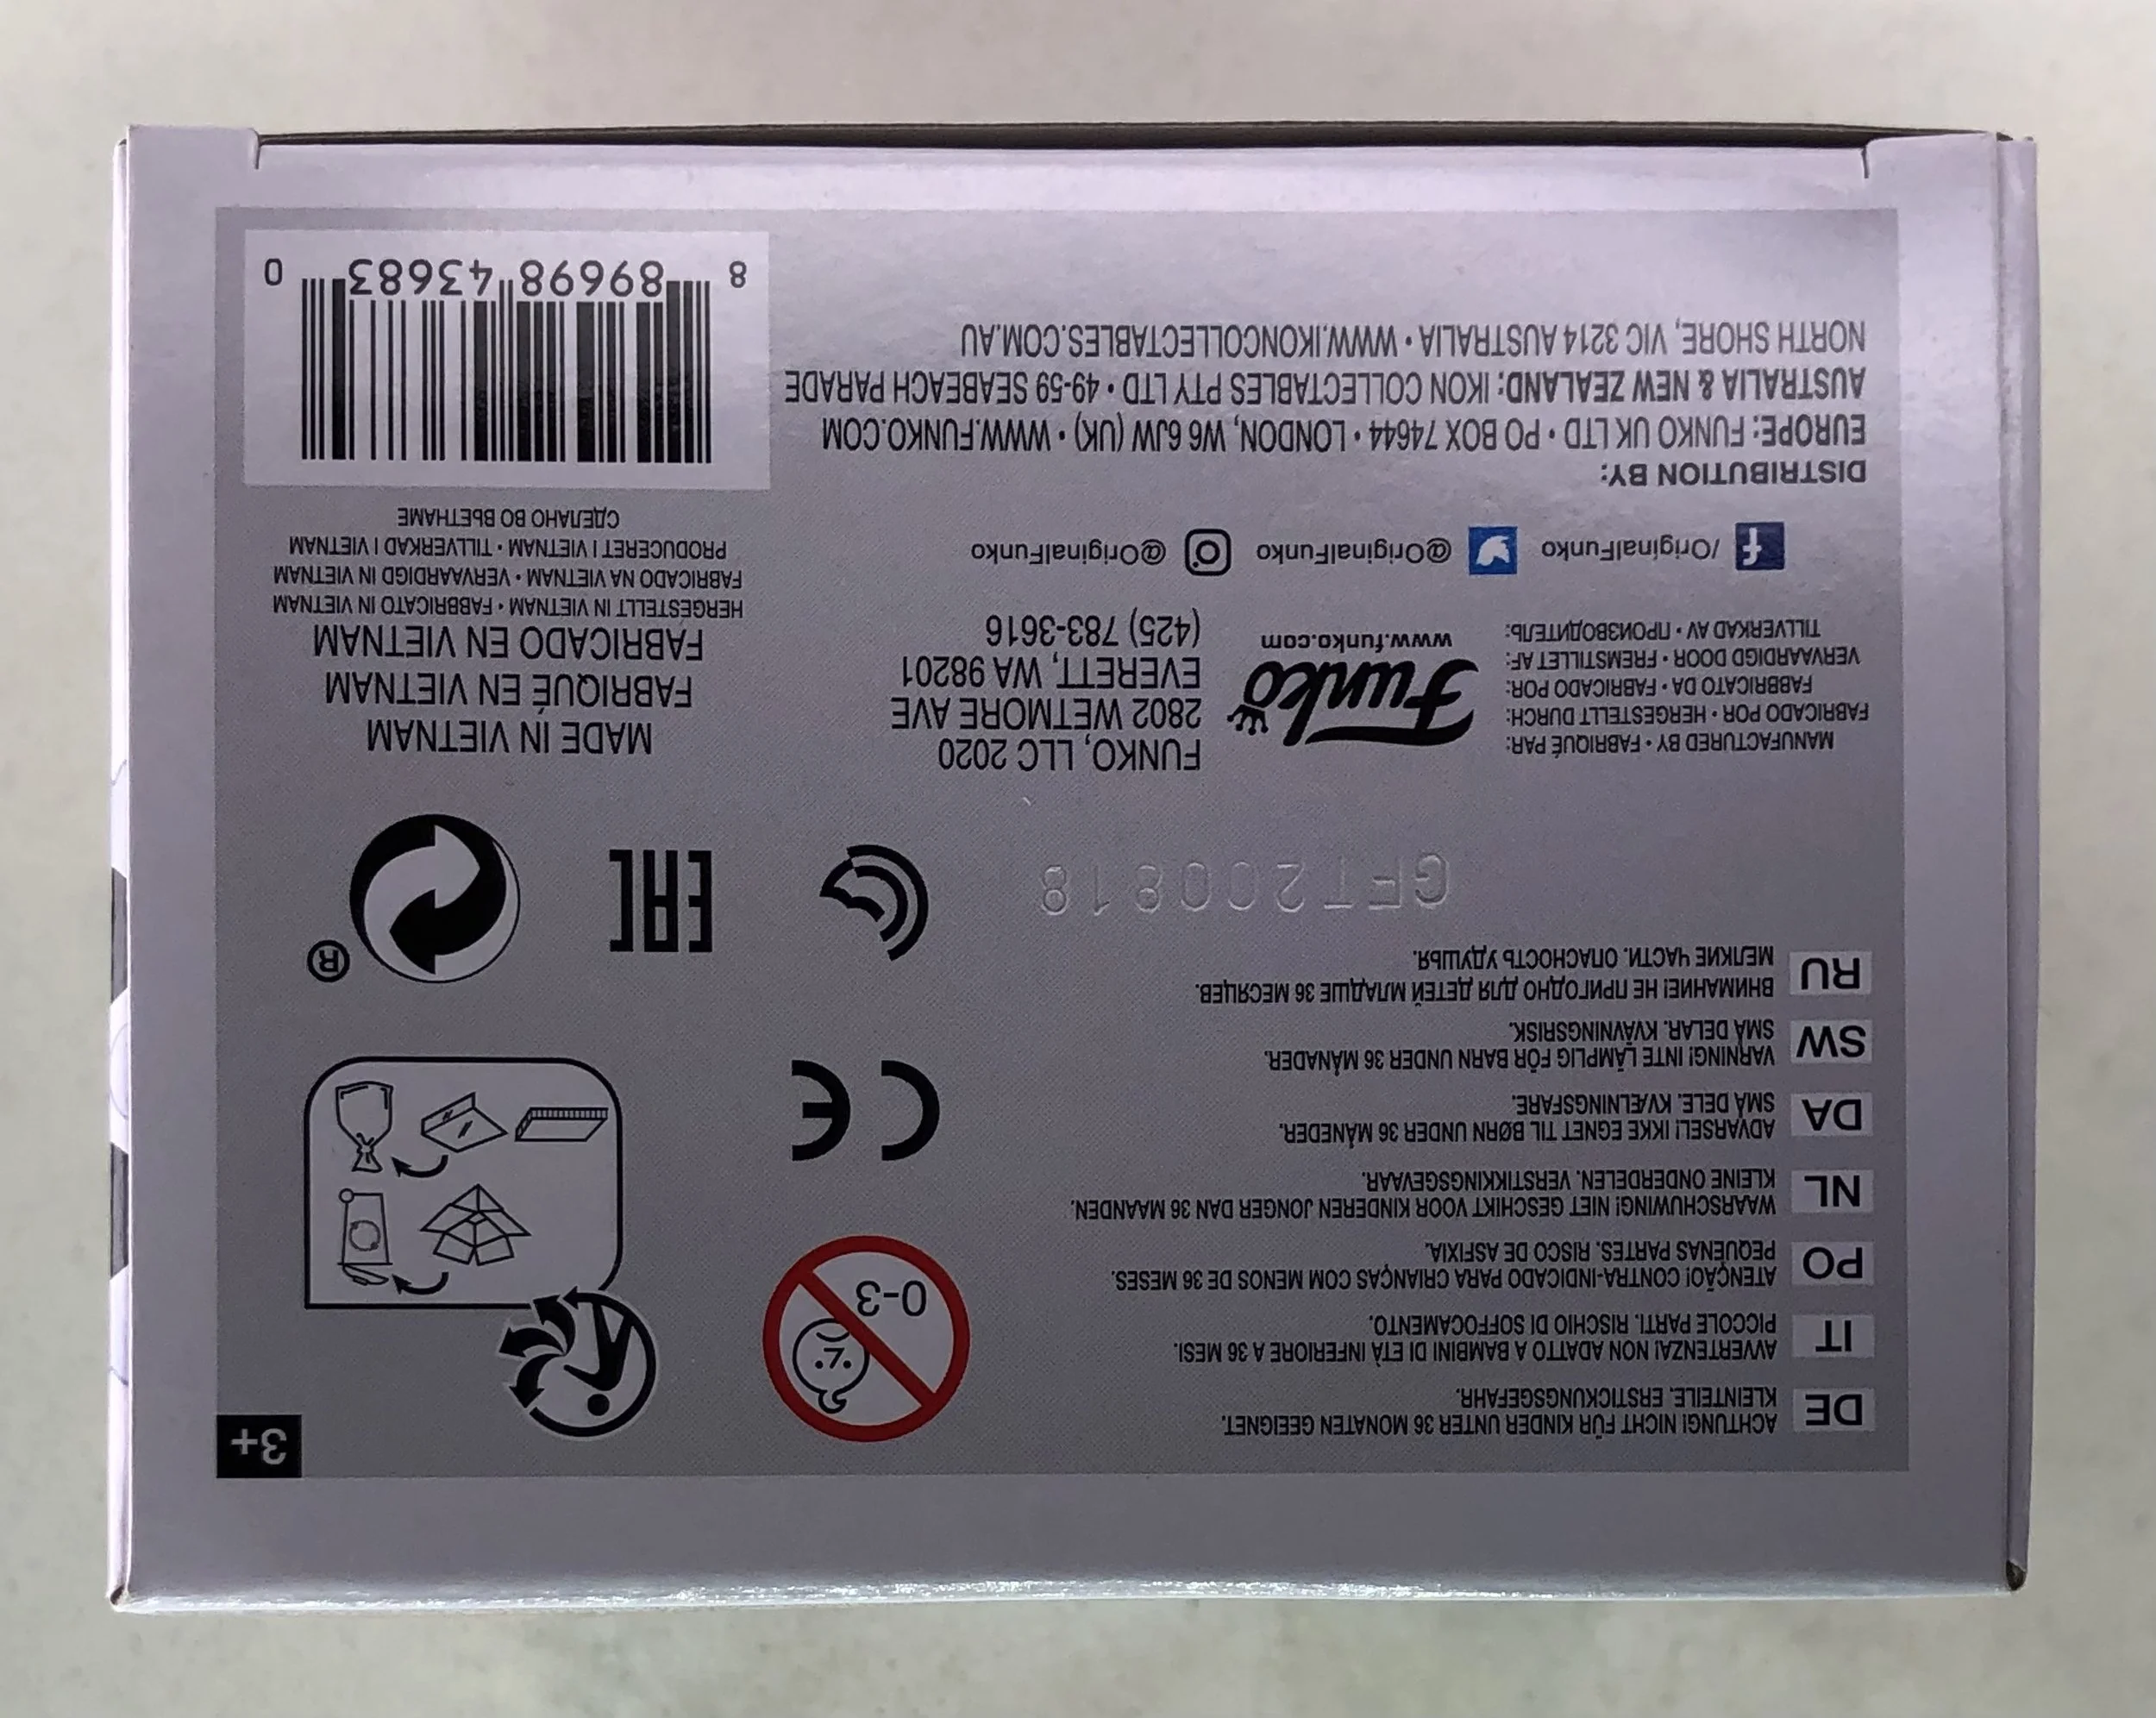 3+
DE
ACHTUNG! NICHT FÜR KINDER UNTER 36 MONATEN GEEIGNET.
KLEINTEILE. ERSTICKUNGSGEFAHR.
IT
AVVERTENZA! NON ADATTO A BAMBINI DI ETÀ INFERIORE A 36 MESI.
PICCOLE PARTI. RISCHIO DI SOFFOCAMENTO.
PO
ATENÇÃO! CONTRA-INDICADO PARA CRIANÇAS COM MENOS DE 36 MESES.
PEQUENAS PARTES. RISCO DE ASFIXIA.
NL
WAARSCHUWING! NIET GESCHIKT VOOR KINDEREN JONGER DAN 36 MAANDEN.
KLEINE ONDERDELEN. VERSTIKKINGSGEVAAR.
DA
ADVARSEL! IKKE EGNET TIL BØRN UNDER 36 MÅNEDER.
SMÅ DELE. KVÆLNINGSFARE.
SW
VARNING! INTE LÄMPLIG FÖR BARN UNDER 36 MÅNADER.
SMÅ DELAR. KVÄVNINGSRISK.
RU
ВНИМАНИЕ! НЕ ПРИГОДНО ДЛЯ ДЕТЕЙ МЛАДШЕ 36 МЕСЯЦЕВ.
МЕЛКИЕ ЧАСТИ. ОПАСНОСТЬ УДУШЬЯ.
0-3
CE
EAC
®
GFT200818
MANUFACTURED BY • FABRIQUÉ PAR:
FABRICADO POR • HERGESTELLT DURCH:
FABBRICATO DA • FABRICADO POR:
VERVAARDIGD DOOR • FREMSTILLET AF:
TILLVERKAD AV • ПРОИЗВОДИТЕЛЬ:
Funko
www.funko.com
FUNKO, LLC 2020
2802 WETMORE AVE
EVERETT, WA 98201
(425) 783-3616
MADE IN VIETNAM
FABRIQUÉ EN VIETNAM
FABRICADO EN VIETNAM
HERGESTELLT IN VIETNAM • FABBRICATO IN VIETNAM
FABRICADO NA VIETNAM • VERVAARDIGD IN VIETNAM
PRODUCERET I VIETNAM • TILLVERKAD I VIETNAM
СДЕЛАНО ВО ВЬЕТНАМЕ
/OriginalFunko
@OriginalFunko
@OriginalFunko
DISTRIBUTION BY:
EUROPE: FUNKO UK LTD • PO BOX 74644 • LONDON, W6 6JW (UK) • WWW.FUNKO.COM
AUSTRALIA & NEW ZEALAND: IKON COLLECTABLES PTY LTD • 49-59 SEABEACH PARADE
NORTH SHORE, VIC 3214 AUSTRALIA • WWW.IKONCOLLECTABLES.COM.AU
8 89698 43683 0